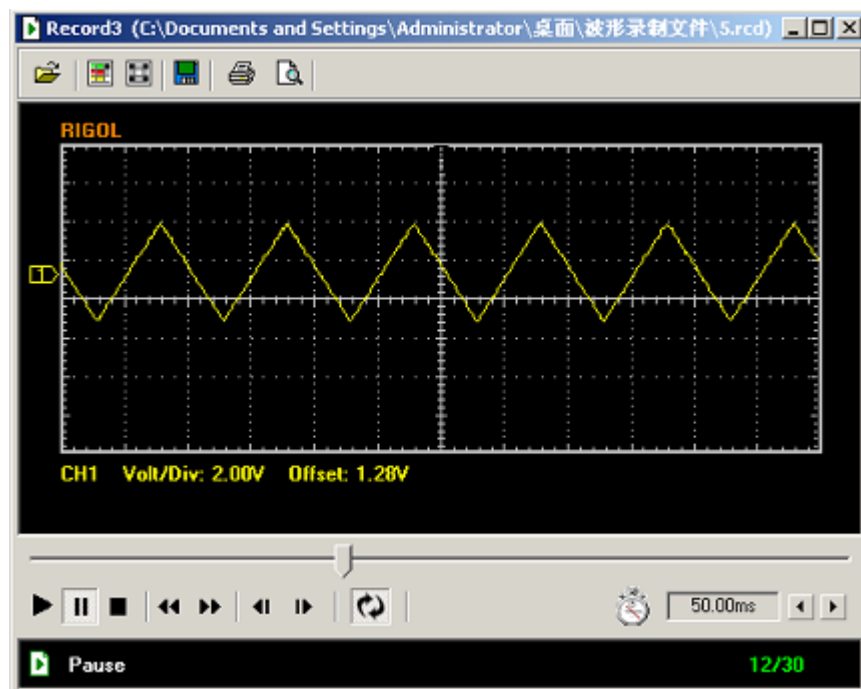 Record3 (C:\Documents and Settings\Administrator\桌面\波形录制文件\5.rcd)
RIGOL
1
CH1 Volt/Div: 2.00V Offset: 1.28V
50.00ms
Pause 12/30